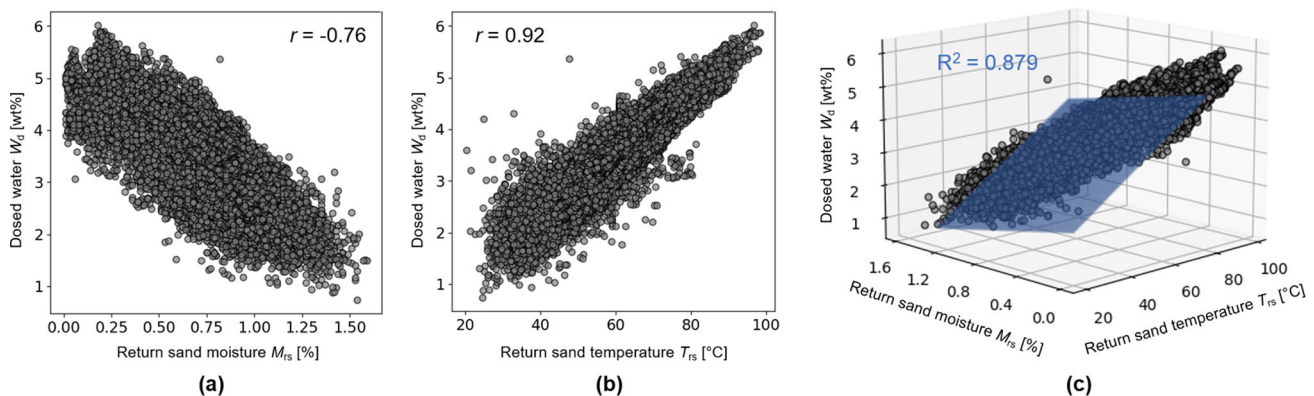 r = -0.76
6
5
4
3
2
1
Dosed water Wd [wt%]
0.00 0.25 0.50 0.75 1.00 1.25 1.50
Return sand moisture Mrs [%]
(a)
r = 0.92
6
5
4
3
2
1
Dosed water Wd [wt%]
20 40 60 80 100
Return sand temperature Trs [°C]
(b)
R² = 0.879
6
5
4
3
2
1
Dosed water Wd [wt%]
1.6 1.2 0.8 0.4 0.0
Return sand moisture Mrs [%]
20 40 60 80 100
Return sand temperature Trs [°C]
(c)